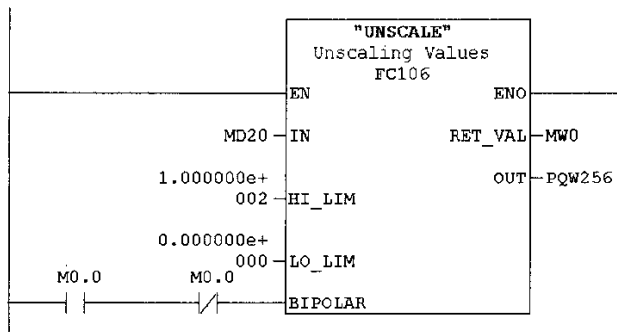 "UNSCALE"
Unscaling Values
FC106
EN ENO
MD20 IN RET_VAL MW0
1.000000e+ OUT PQW256
002 HI_LIM
0.000000e+
000 LO_LIM
M0.0 M0.0
BIPOLAR